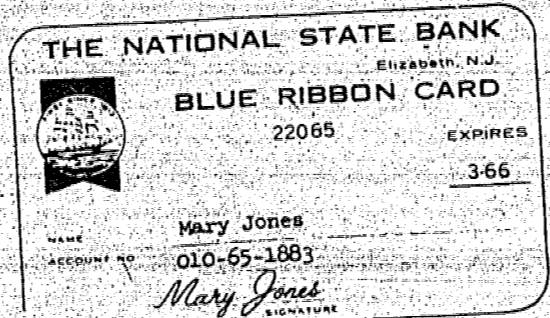 THE NATIONAL STATE BANK
Elizabeth, N.J.
BLUE RIBBON CARD
22065
EXPIRES
3-66
NAME Mary Jones
ACCOUNT NO 010-65-1883
Mary Jones
SIGNATURE